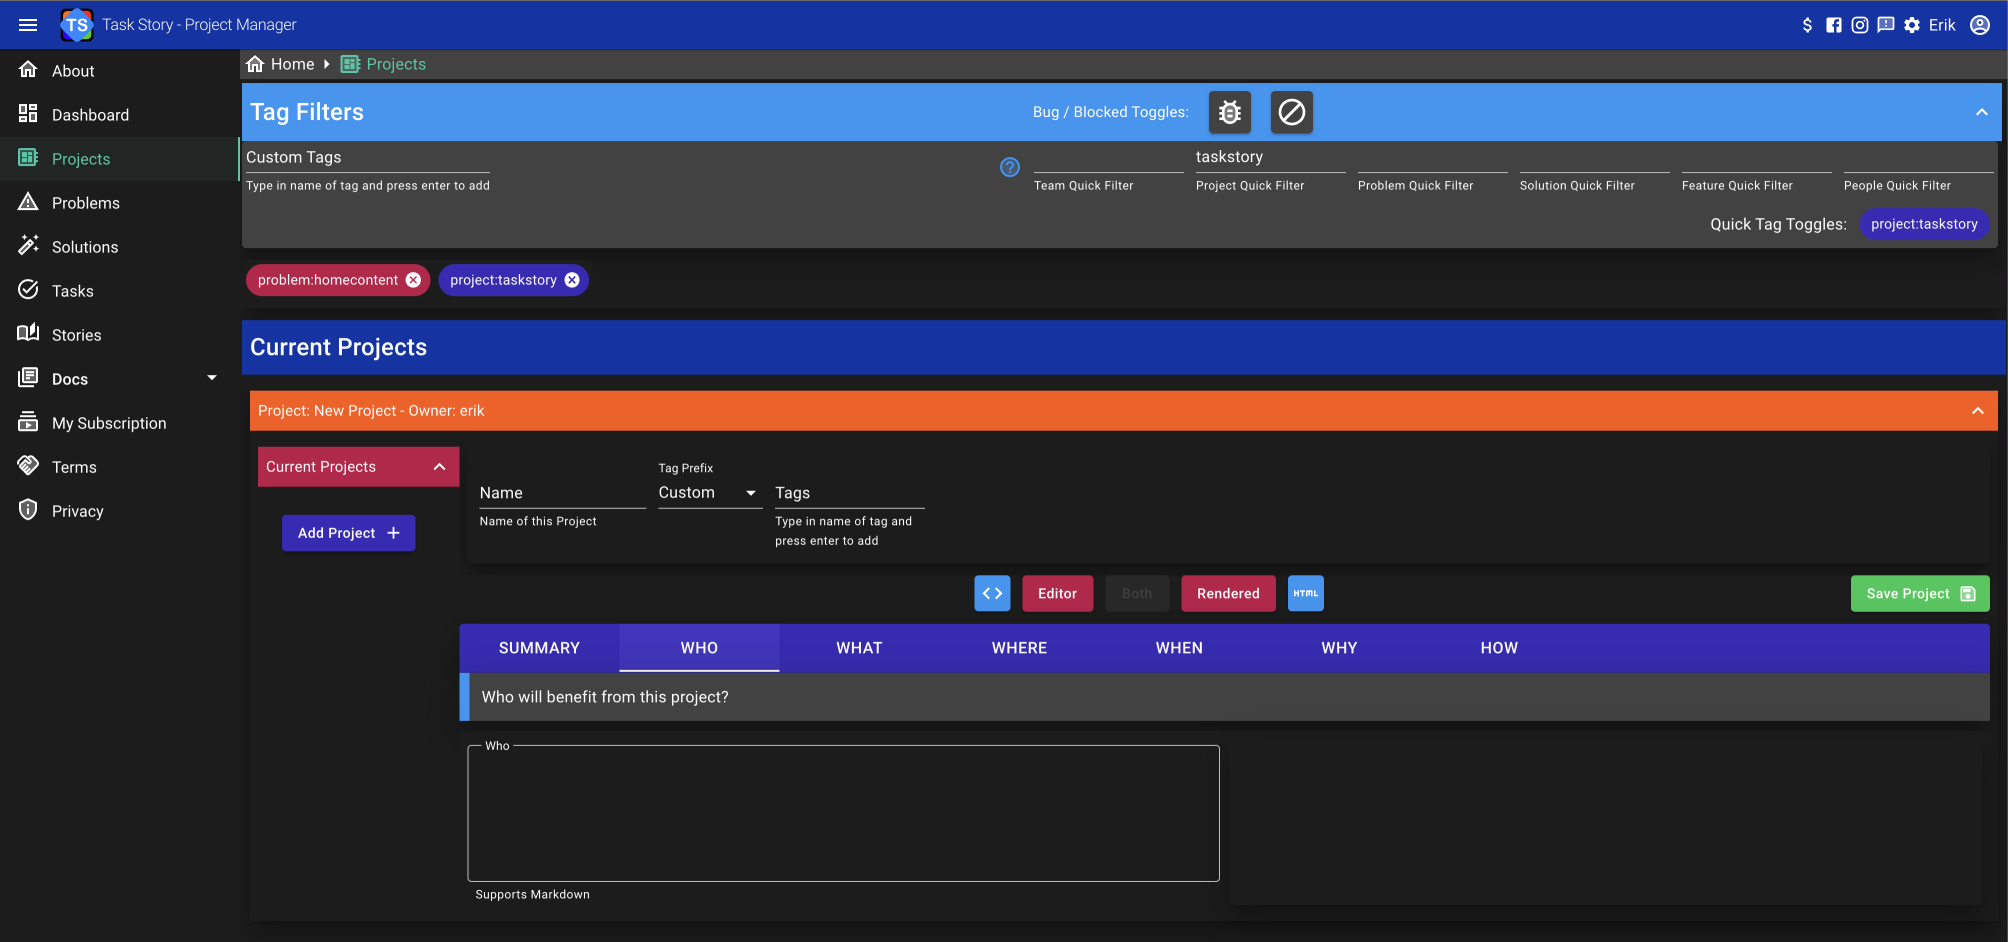 TS Task Story - Project Manager
$ Erik
About
Dashboard
Projects
Problems
Solutions
Tasks
Stories
Docs
My Subscription
Terms
Privacy
Home Projects
Tag Filters
Bug / Blocked Toggles:
Custom Tags
Type in name of tag and press enter to add
?
Team Quick Filter
taskstory
Project Quick Filter
Problem Quick Filter
Solution Quick Filter
Feature Quick Filter
People Quick Filter
Quick Tag Toggles: project:taskstory
problem:homecontent project:taskstory
Current Projects
Project: New Project - Owner: erik
Current Projects
Add Project +
Name
Name of this Project
Tag Prefix
Custom
Tags
Type in name of tag and
press enter to add
<> Editor Both Rendered HTML
Save Project
SUMMARY WHO WHAT WHERE WHEN WHY HOW
Who will benefit from this project?
Who
Supports Markdown